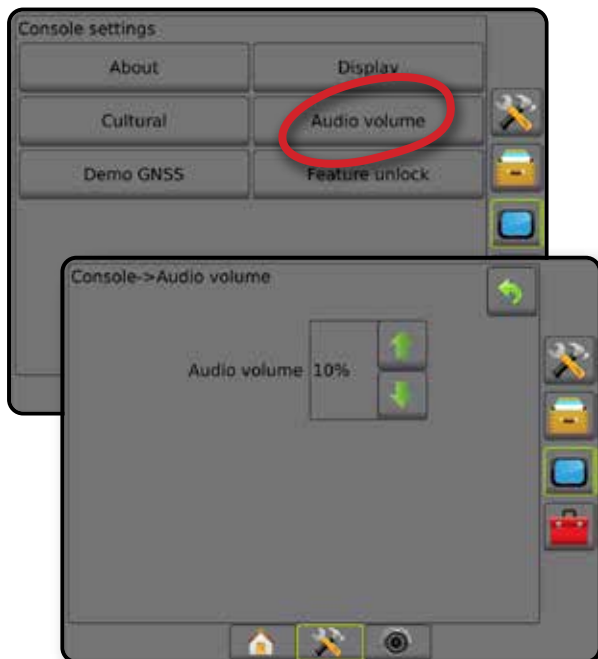 Console settings
About Display
Cultural Audio volume
Demo GNSS Feature unlock
Console->Audio volume
Audio volume 10%